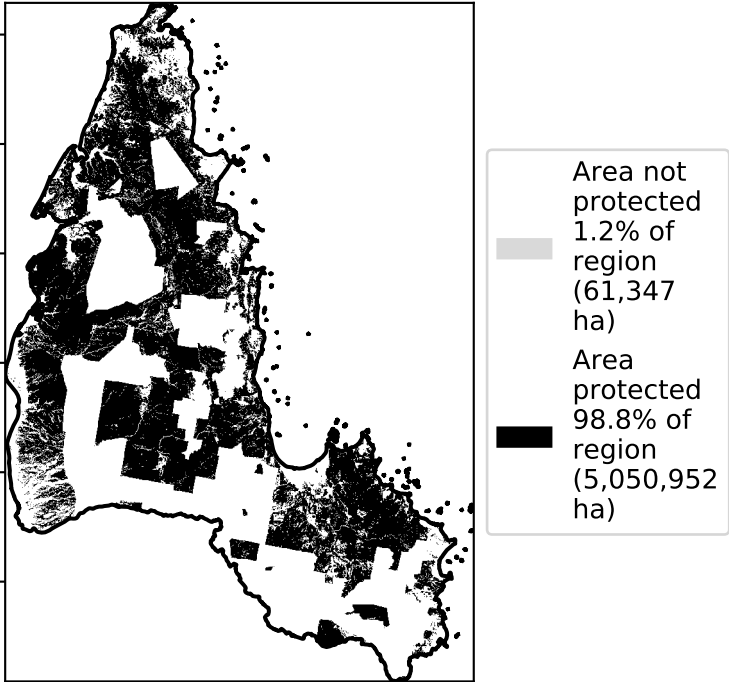 Area not
protected
1.2% of
region
(61,347
ha)
Area
protected
98.8% of
region
(5,050,952
ha)